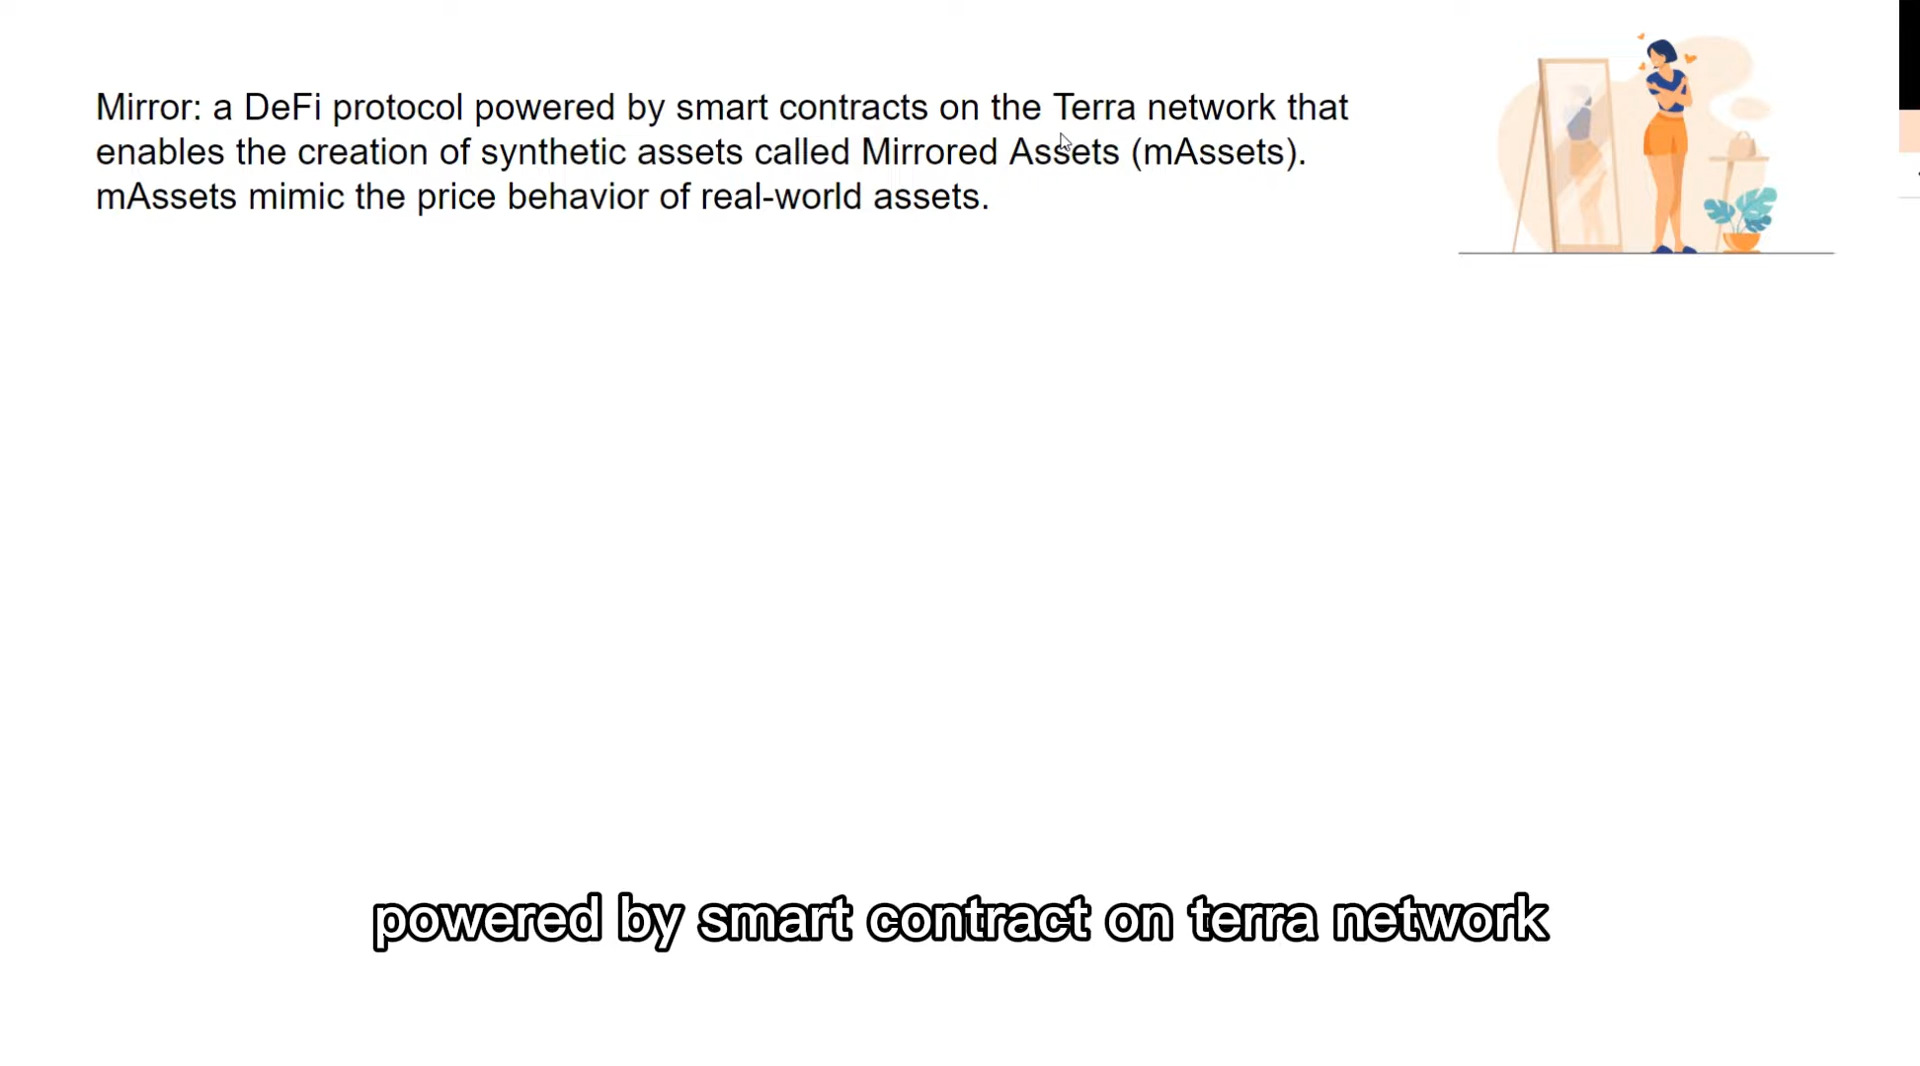 Mirror: a DeFi protocol powered by smart contracts on the Terra network that
enables the creation of synthetic assets called Mirrored Assets (mAssets).
mAssets mimic the price behavior of real-world assets.
powered by smart contract on terra network